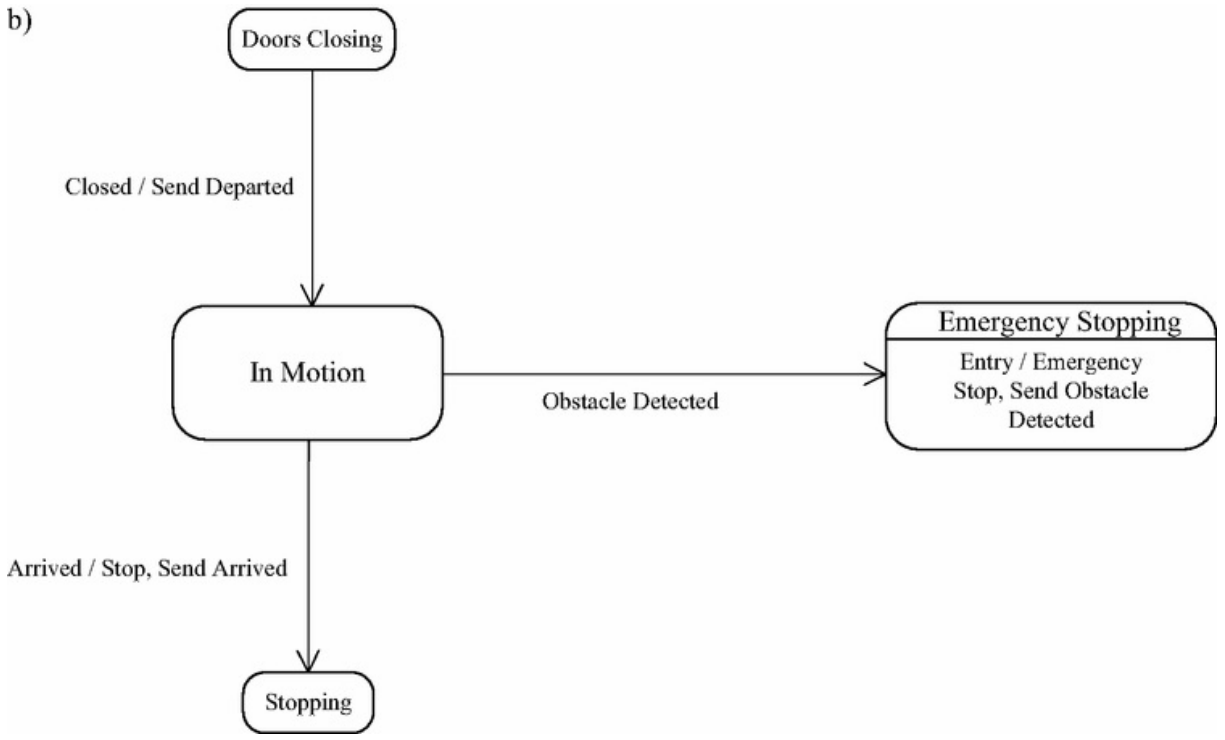 b)
Doors Closing
Closed / Send Departed
In Motion
Obstacle Detected
Emergency Stopping
Entry / Emergency
Stop, Send Obstacle
Detected
Arrived / Stop, Send Arrived
Stopping